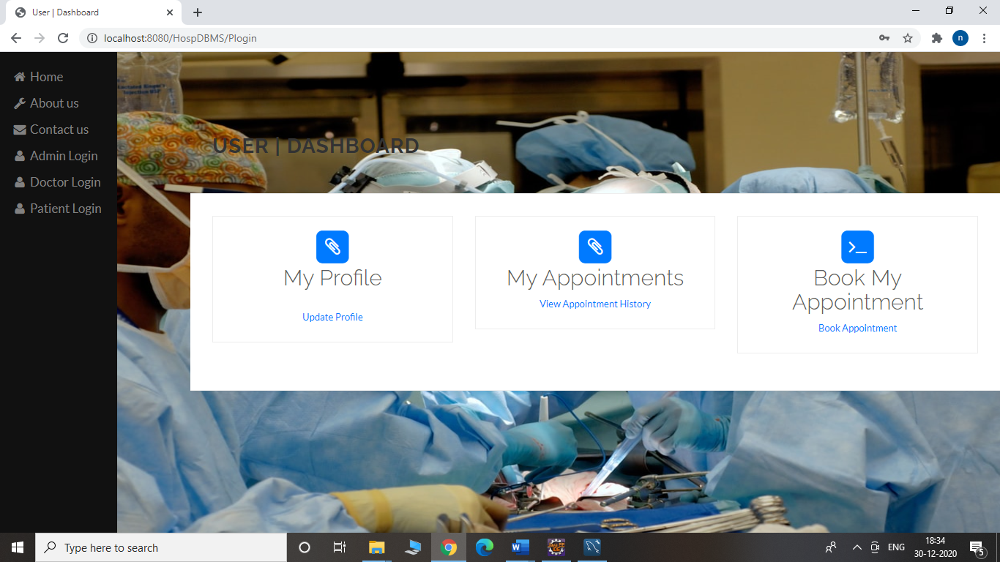 User | Dashboard
localhost:8080/HospDBMS/Plogin
n
Home
About us
Contact us
Admin Login
Doctor Login
Patient Login
USER | DASHBOARD
My Profile
Update Profile
My Appointments
View Appointment History
Book My
Appointment
Book Appointment
Type here to search
ENG
18:34
30-12-2020
5